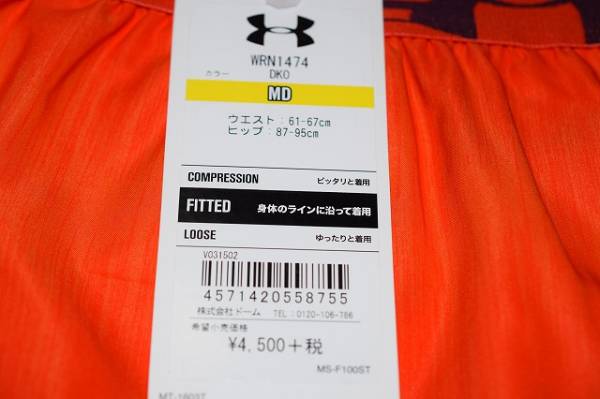 WRN1474
カラー DKO
MD
ウエスト：61-67cm
ヒップ：87-95cm
COMPRESSION ピッタリと着用
FITTED 身体のラインに沿って着用
LOOSE ゆったりと着用
V031502
4571420558755
株式会社ドーム TEL：0120-106-786
希望小売価格
¥4,500+税
MS-F100ST